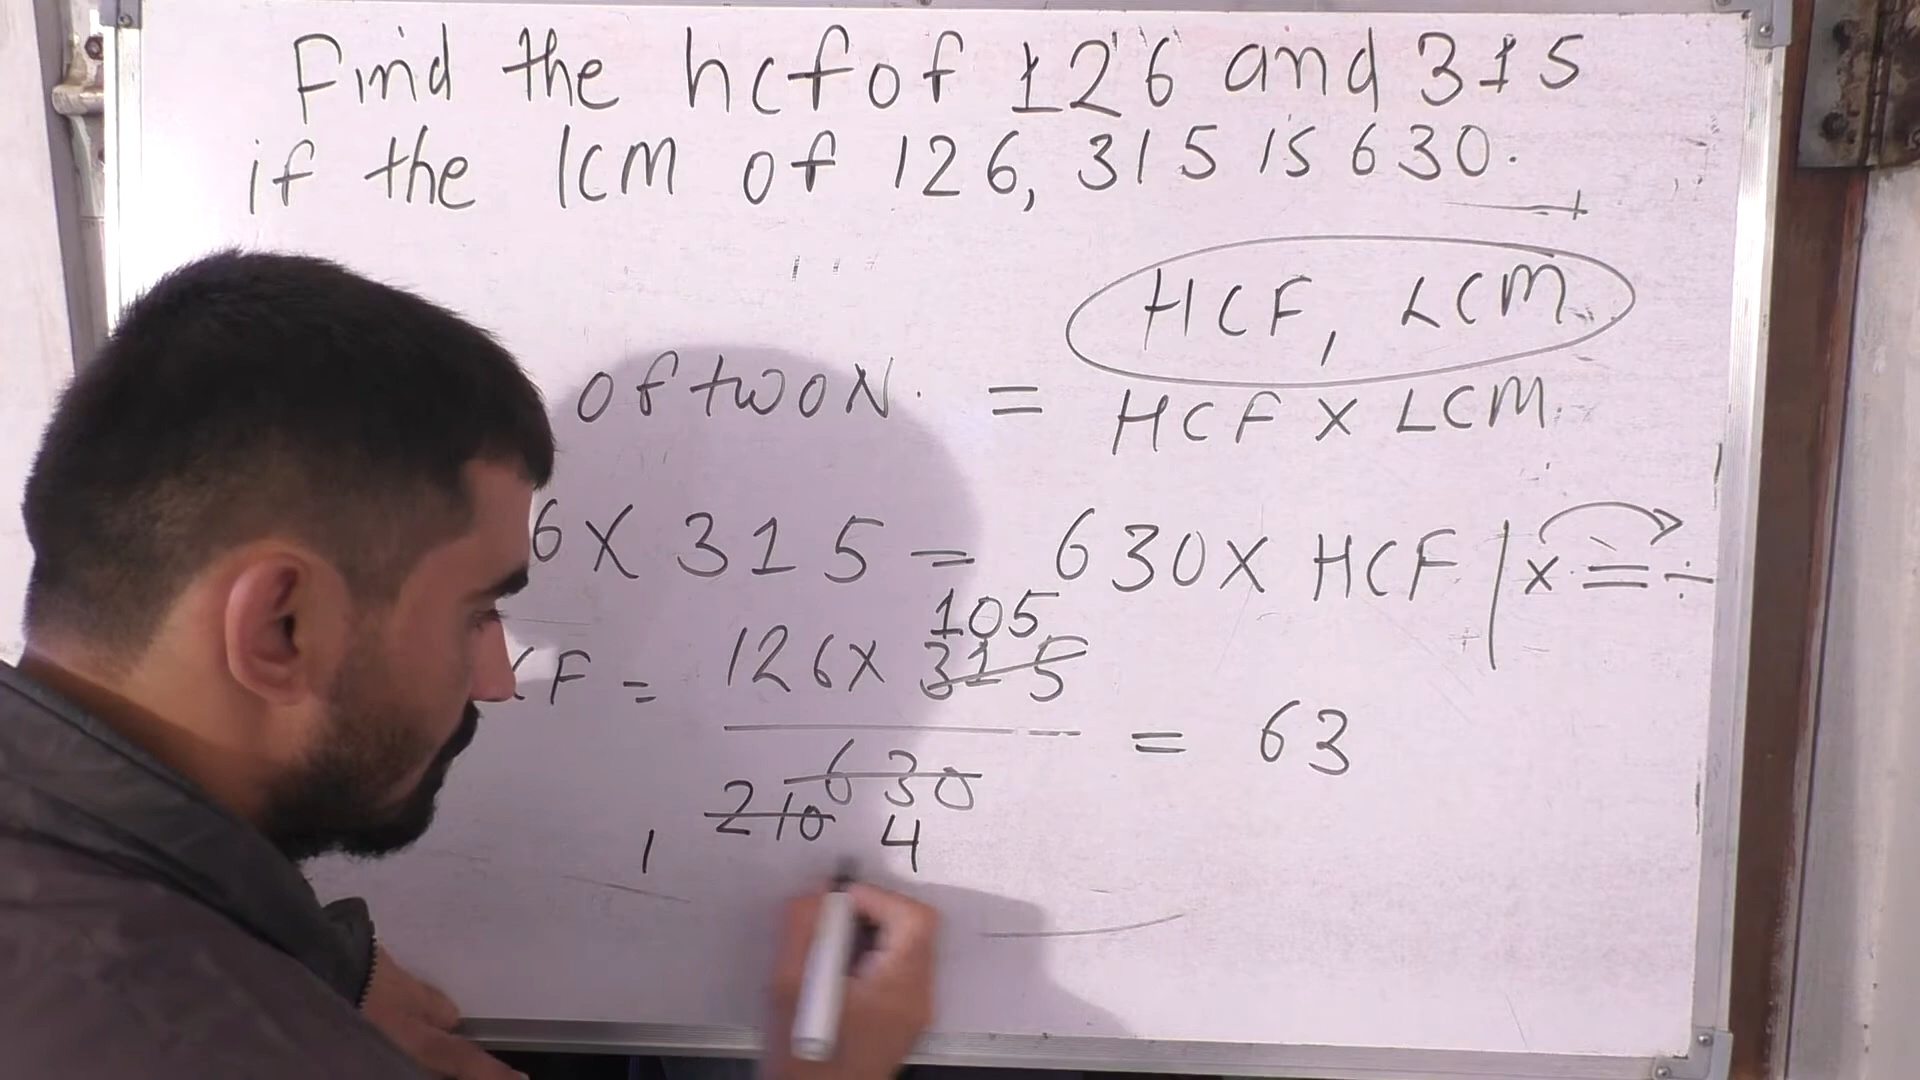 Find the hcf of 126 and 315
if the lCM of 126, 315 is 630.
HCF, LCM
of two N. = HCF x LCM.
6 x 315 = 630 x HCF | x = ÷
105
CF = 126 x 315
= 63
630
210 4
1